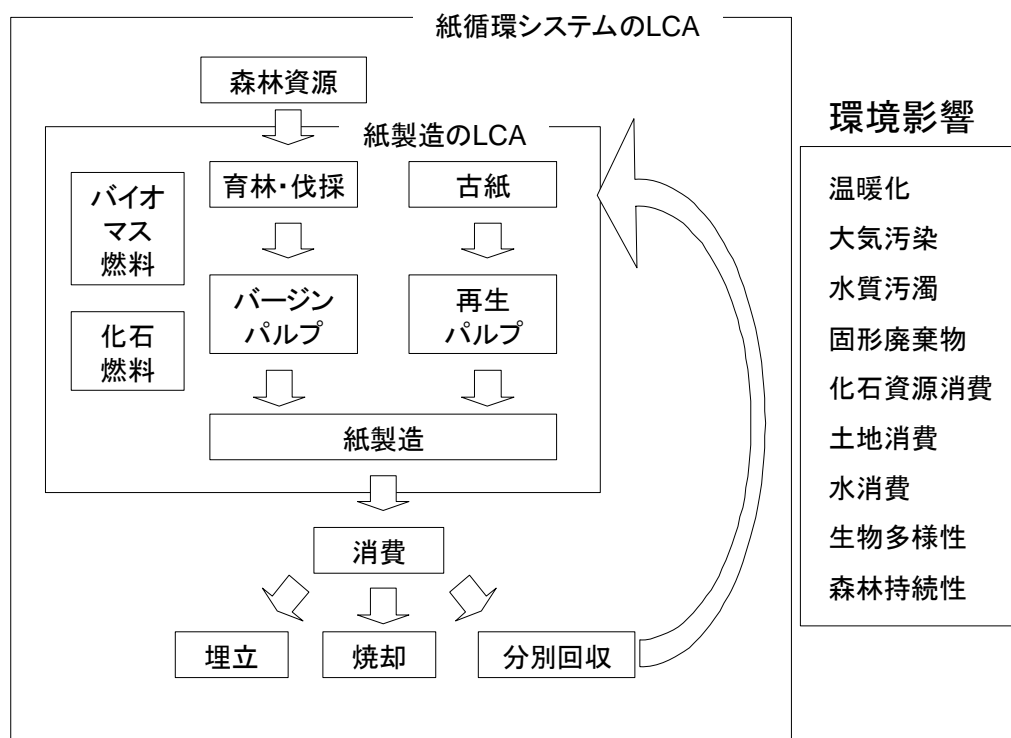 紙循環システムのLCA
森林資源
紙製造のLCA
バイオ
マス
燃料
化石
燃料
育林・伐採
古紙
バージン
パルプ
再生
パルプ
紙製造
消費
埋立
焼却
分別回収
環境影響
温暖化
大気汚染
水質汚濁
固形廃棄物
化石資源消費
土地消費
水消費
生物多様性
森林持続性